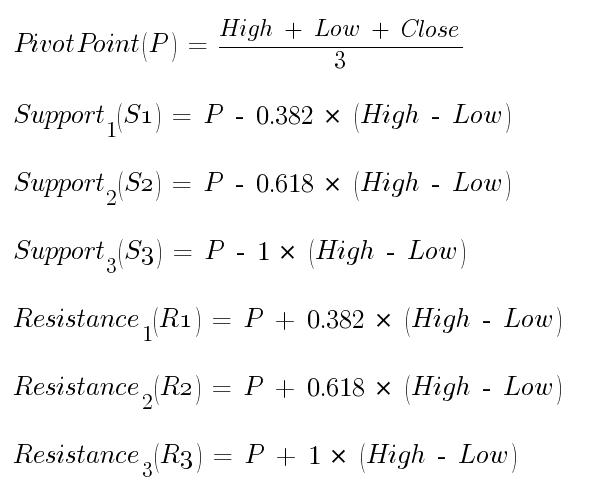 PivotPoint(P) = (High + Low + Close) / 3
Support₁(S1) = P - 0.382 × (High - Low)
Support₂(S2) = P - 0.618 × (High - Low)
Support₃(S3) = P - 1 × (High - Low)
Resistance₁(R1) = P + 0.382 × (High - Low)
Resistance₂(R2) = P + 0.618 × (High - Low)
Resistance₃(R3) = P + 1 × (High - Low)